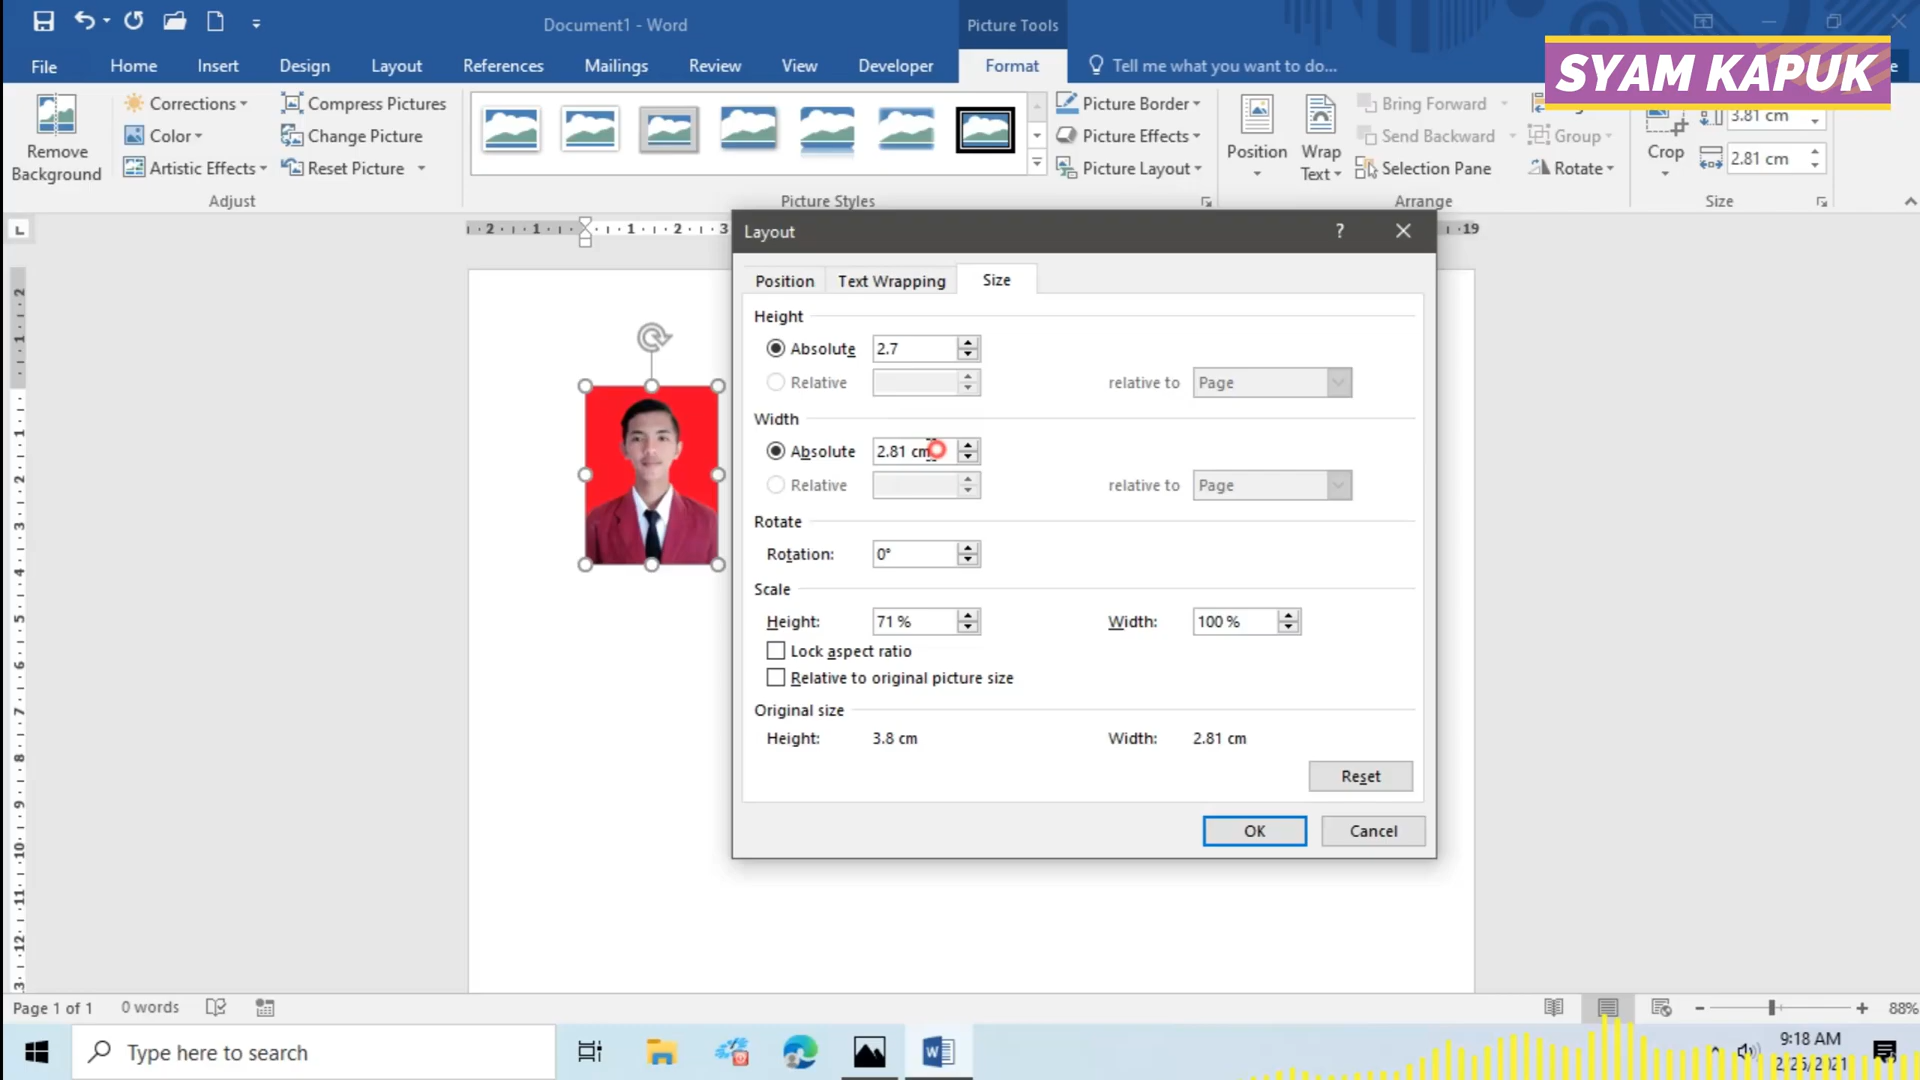 Document1 - Word
Picture Tools
SYAM KAPUK
File
Home
Insert
Design
Layout
References
Mailings
Review
View
Developer
Format
Tell me what you want to do...
Remove
Background
Corrections
Color
Artistic Effects
Compress Pictures
Change Picture
Reset Picture
Adjust
Picture Styles
Picture Border
Picture Effects
Picture Layout
Position
Wrap
Text
Bring Forward
Send Backward
Selection Pane
Group
Rotate
Arrange
Crop
3.81 cm
2.81 cm
Size
Layout
Position
Text Wrapping
Size
Height
Absolute
2.7
Relative
relative to
Page
Width
Absolute
2.81 cm
Relative
relative to
Page
Rotate
Rotation:
0°
Scale
Height:
71 %
Width:
100 %
Lock aspect ratio
Relative to original picture size
Original size
Height:
3.8 cm
Width:
2.81 cm
Reset
OK
Cancel
Page 1 of 1
0 words
88%
Type here to search
9:18 AM